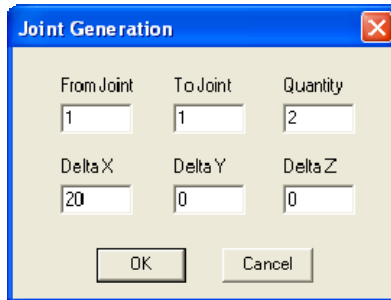 Joint Generation
From Joint To Joint Quantity
1 1 2
Delta X Delta Y Delta Z
20 0 0
OK Cancel